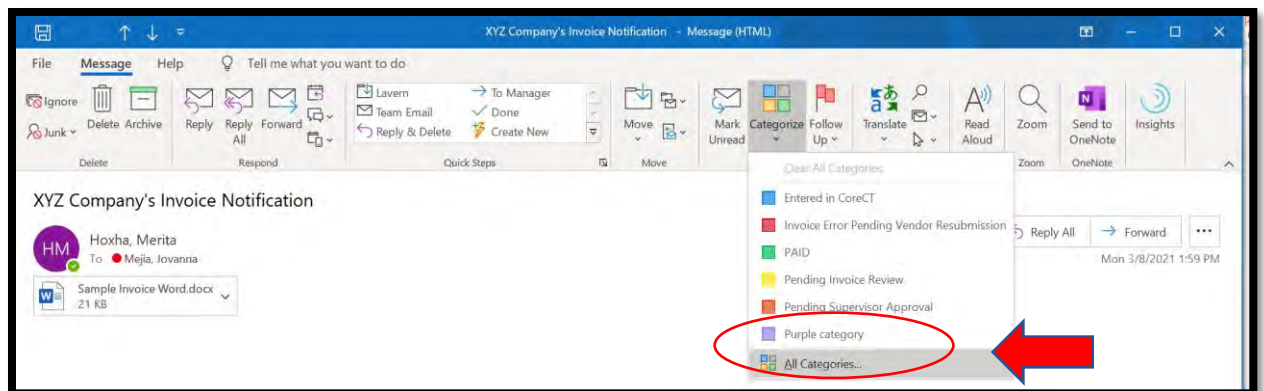 XYZ Company's Invoice Notification - Message (HTML)
File Message Help Tell me what you want to do
Ignore
Junk
Delete
Archive
Reply
Reply All
Forward
Lavern
Team Email
Reply & Delete
To Manager
Done
Create New
Move
Mark Unread
Categorize
Follow Up
Translate
Read Aloud
Zoom
Send to OneNote
Insights
Delete Respond Quick Steps Move Zoom OneNote
Clear All Categories
Entered in CoreCT
Invoice Error Pending Vendor Resubmission
PAID
Pending Invoice Review
Pending Supervisor Approval
Purple category
All Categories...
XYZ Company's Invoice Notification
HM
Hoxha, Merita
To Mejia, Jovanna
Reply All Forward
Mon 3/8/2021 1:59 PM
W
Sample Invoice Word.docx
21 KB